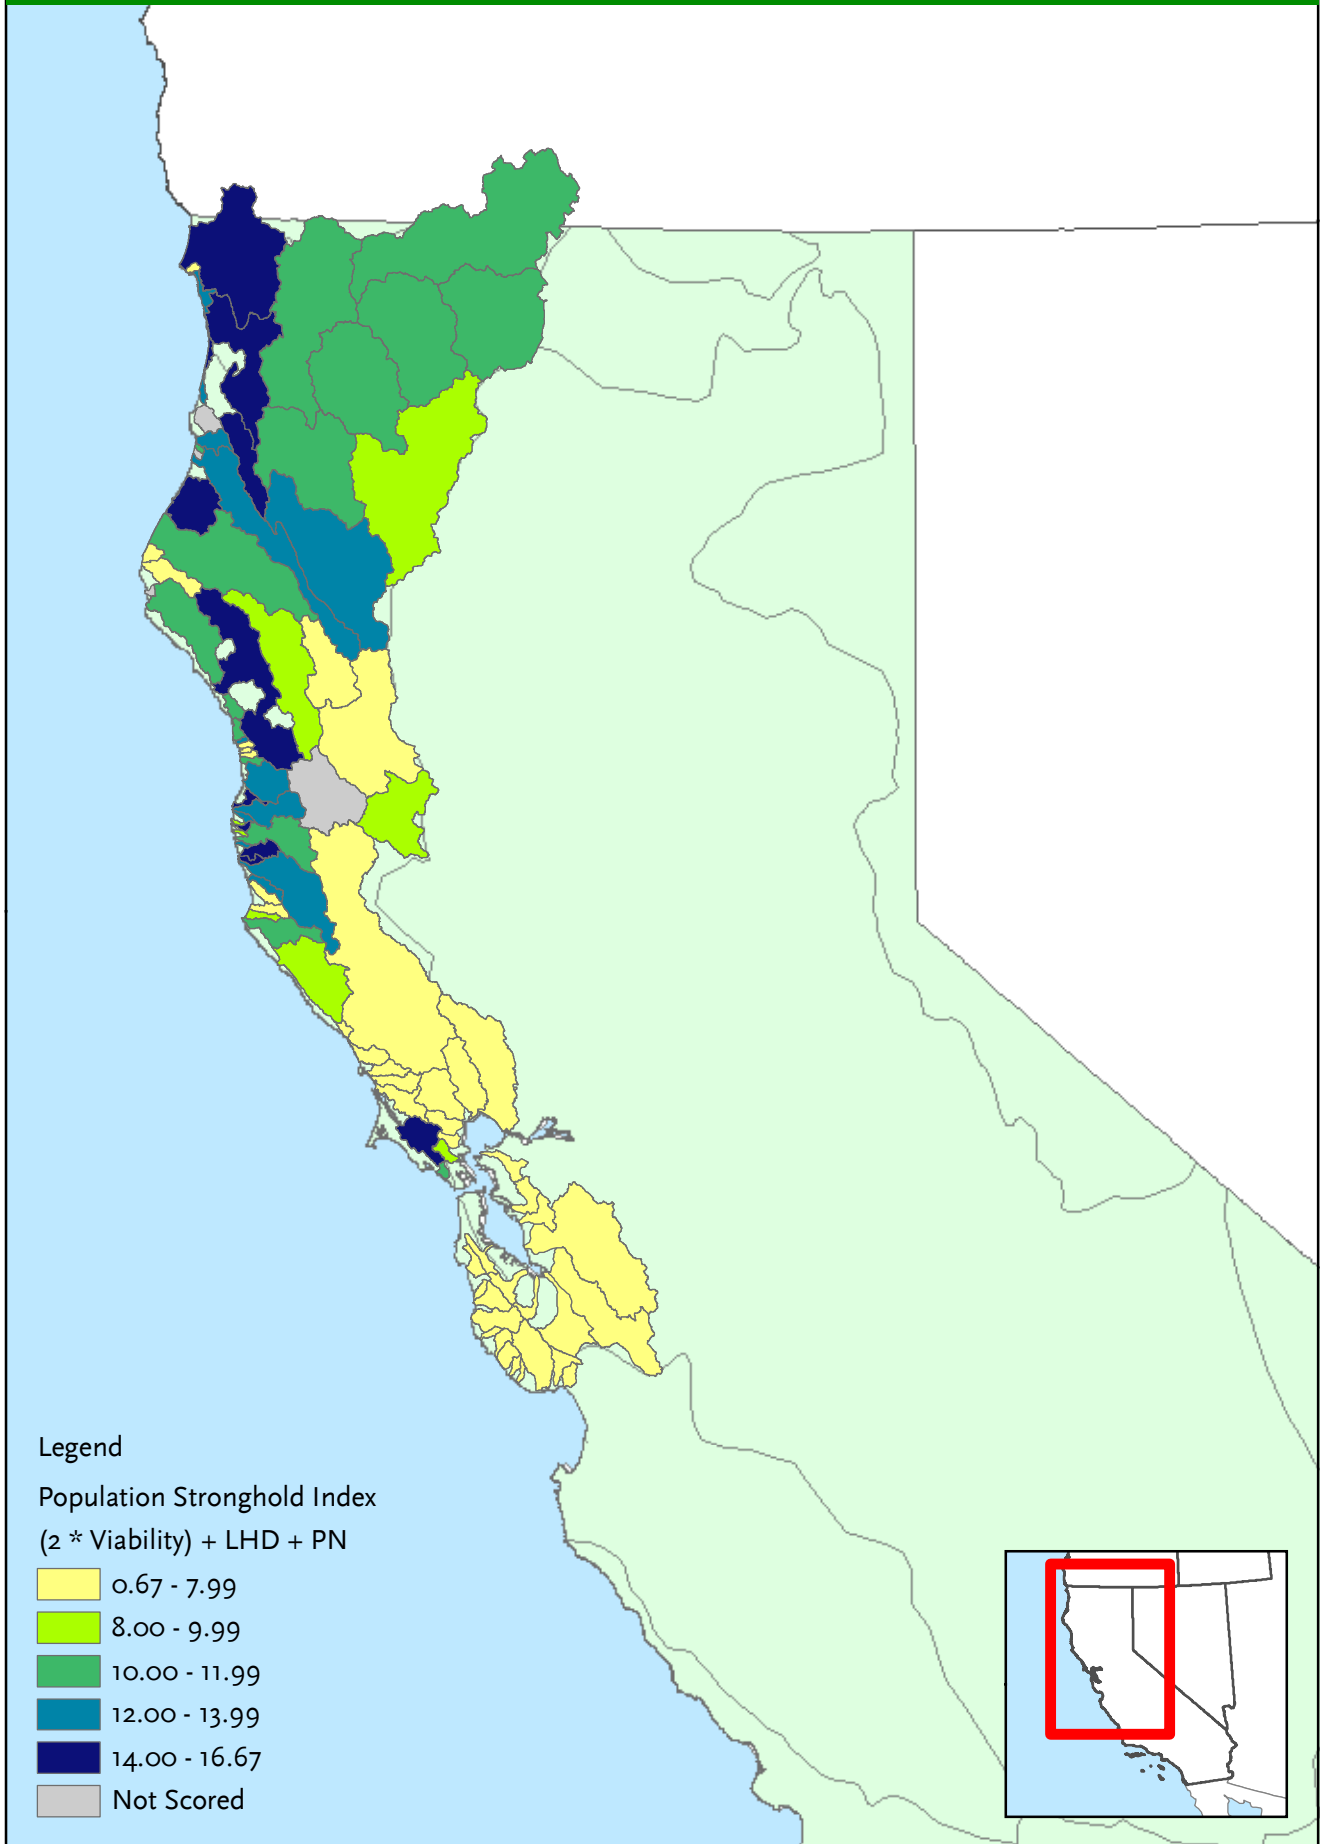 Legend
Population Stronghold Index
(2 * Viability) + LHD + PN
0.67 - 7.99
8.00 - 9.99
10.00 - 11.99
12.00 - 13.99
14.00 - 16.67
Not Scored